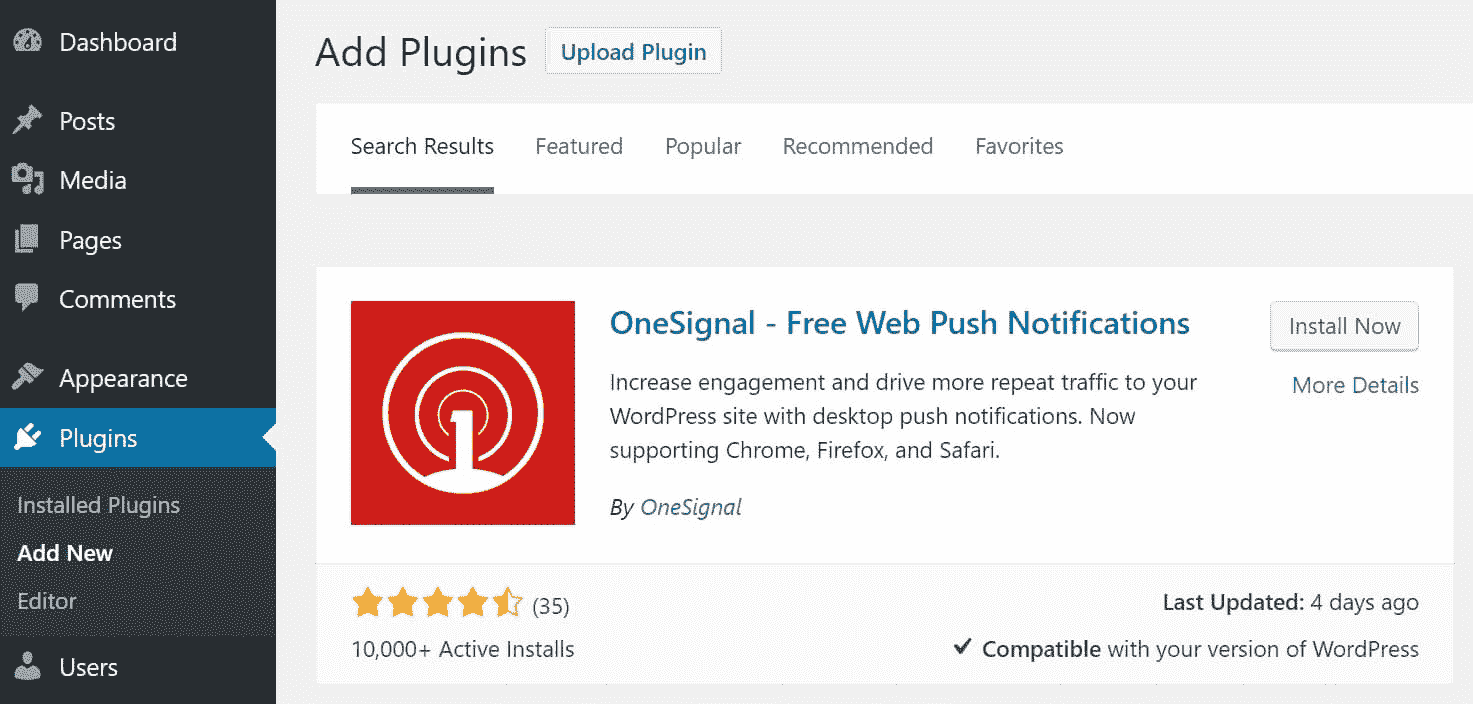 Dashboard
Posts
Media
Pages
Comments
Appearance
Plugins
Installed Plugins
Add New
Editor
Users
Add Plugins
Upload Plugin
Search Results
Featured
Popular
Recommended
Favorites
OneSignal - Free Web Push Notifications
Install Now
More Details
Increase engagement and drive more repeat traffic to your
WordPress site with desktop push notifications. Now
supporting Chrome, Firefox, and Safari.
By OneSignal
(35)
10,000+ Active Installs
Last Updated: 4 days ago
Compatible with your version of WordPress